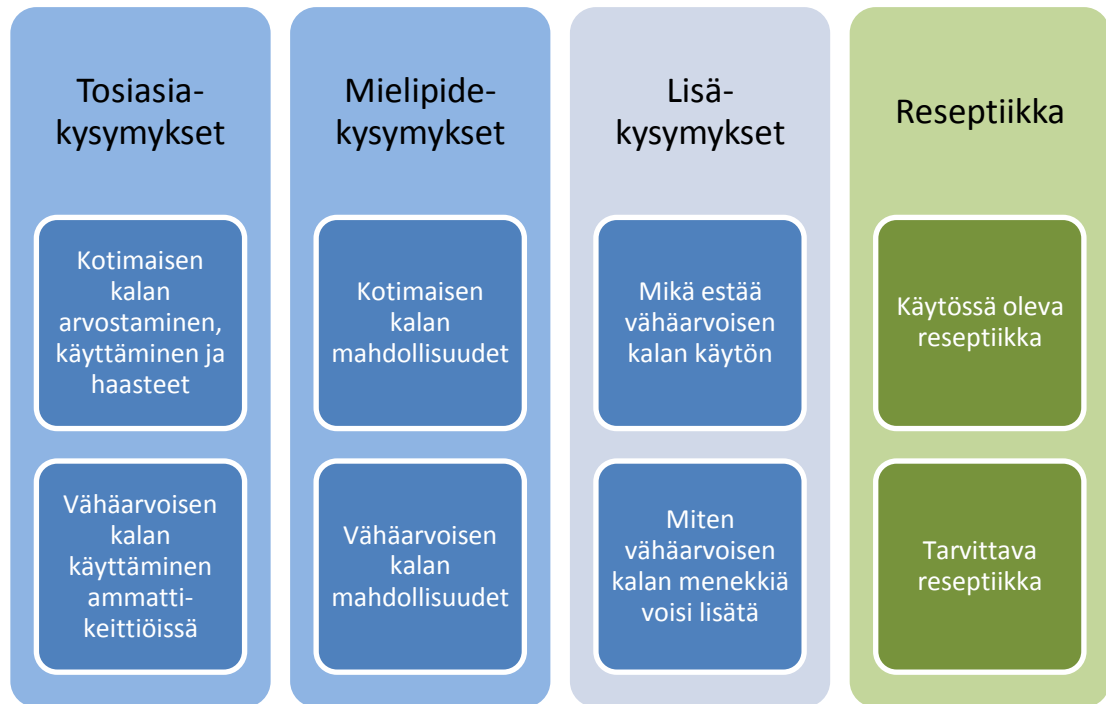 Tosiasia-
kysymykset
Kotimaisen
kalan
arvostaminen,
käyttäminen ja
haasteet
Vähäarvoisen
kalan
käyttäminen
ammatti-
keittiöissä
Mielipide-
kysymykset
Kotimaisen
kalan
mahdollisuudet
Vähäarvoisen
kalan
mahdollisuudet
Lisä-
kysymykset
Mikä estää
vähäarvoisen
kalan käytön
Miten
vähäarvoisen
kalan menekkiä
voisi lisätä
Reseptiikka
Käytössä oleva
reseptiikka
Tarvittava
reseptiikka